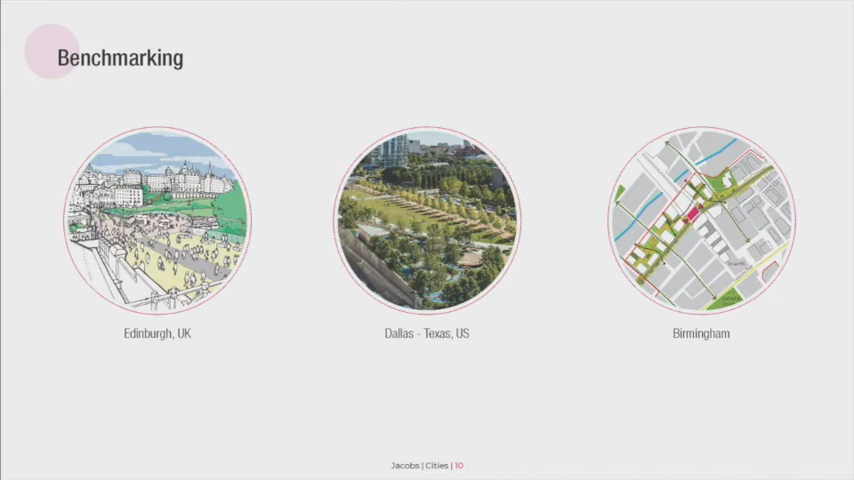 Benchmarking
Edinburgh, UK
Dallas - Texas, US
Birmingham
Jacobs | Cities | 10